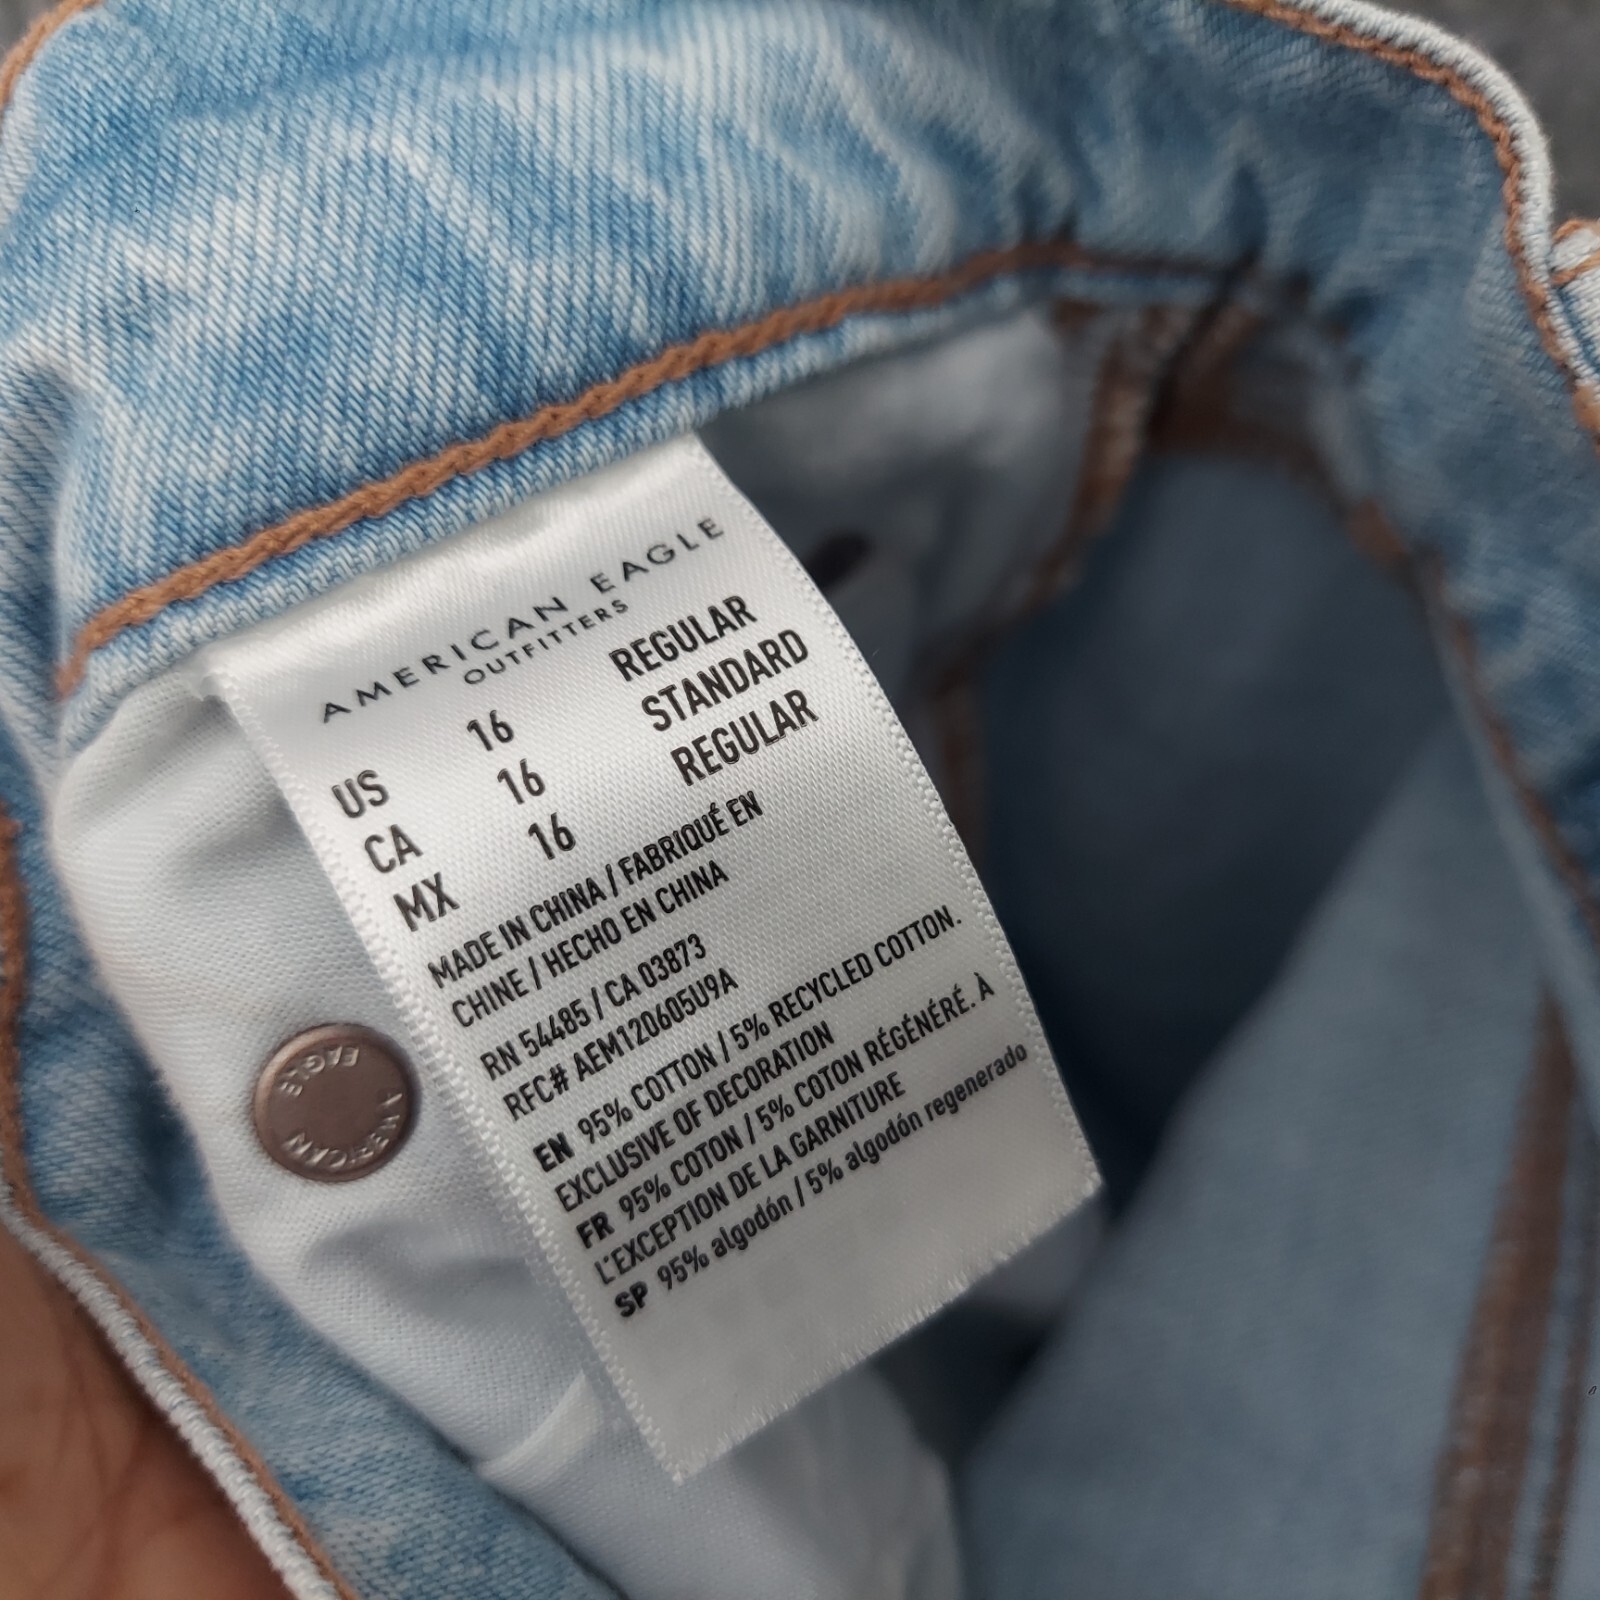 AMERICAN EAGLE
OUTFITTERS
US 16 REGULAR
CA 16 STANDARD
MX 16 REGULAR
MADE IN CHINA / FABRIQUÉ EN
CHINE / HECHO EN CHINA
RN 54485 / CA 03873
RFC# AEM120605U9A
EN 95% COTTON / 5% RECYCLED COTTON.
EXCLUSIVE OF DECORATION
FR 95% COTON / 5% COTON RÉGÉNÉRÉ. À
L'EXCEPTION DE LA GARNITURE
SP 95% algodón / 5% algodón regenerado
AMERICAN
EAGLE